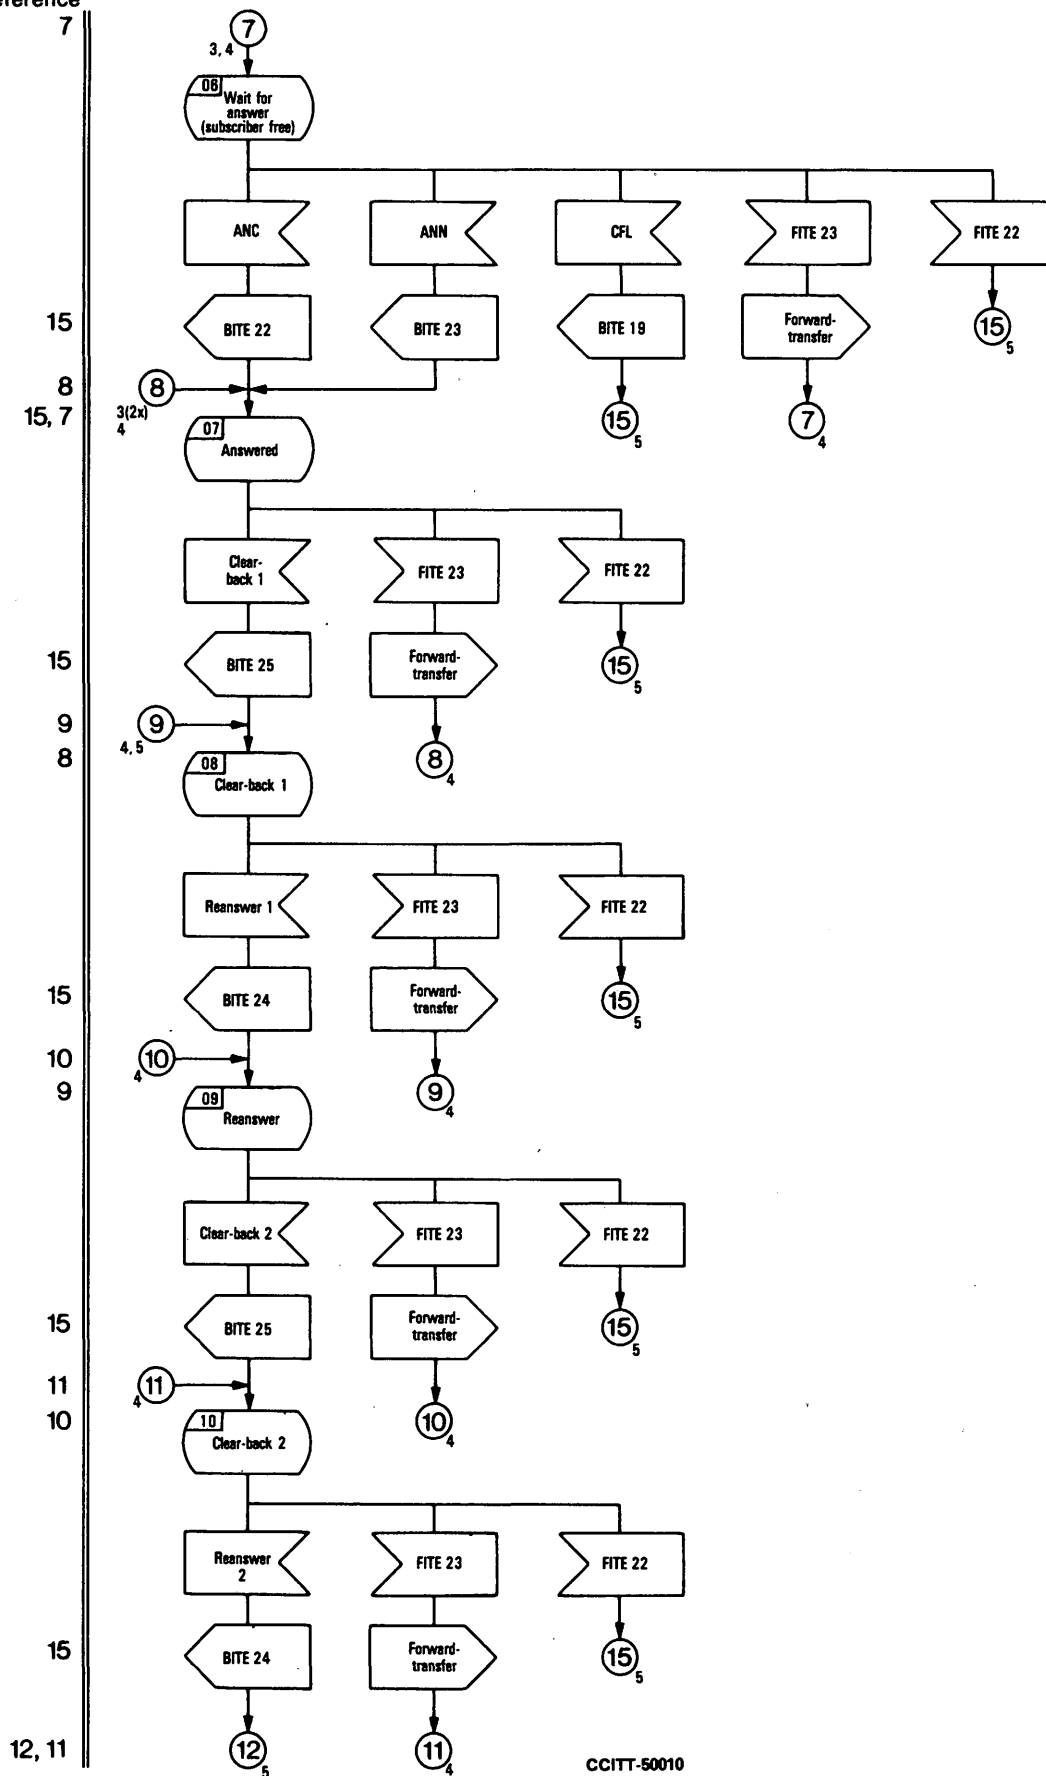 7
7
3, 4
06
Wait for
answer
(subscriber free)
ANC
ANN
CFL
FITE 23
FITE 22
15
BITE 22
BITE 23
BITE 19
Forward-
transfer
15
5
8
8
15, 7
3(2x)
4
15
5
7
4
07
Answered
Clear-
back 1
FITE 23
FITE 22
15
BITE 25
Forward-
transfer
15
5
9
9
4, 5
8
8
4
08
Clear-back 1
Reanswer 1
FITE 23
FITE 22
15
BITE 24
Forward-
transfer
15
5
10
10
4
9
9
4
09
Reanswer
Clear-back 2
FITE 23
FITE 22
15
BITE 25
Forward-
transfer
15
5
11
11
4
10
10
4
10
Clear-back 2
Reanswer
2
FITE 23
FITE 22
15
BITE 24
Forward-
transfer
15
5
12, 11
12
5
11
4
CCITT-50010